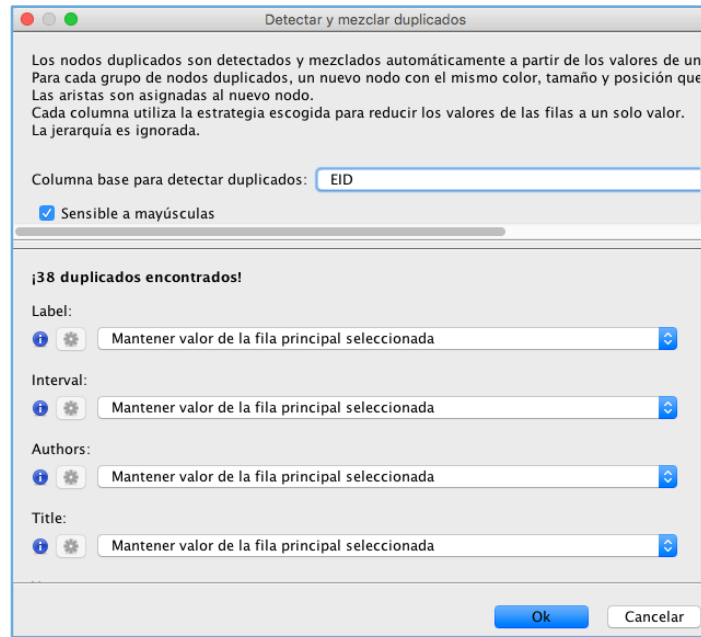 Detectar y mezclar duplicados
Los nodos duplicados son detectados y mezclados automáticamente a partir de los valores de un
Para cada grupo de nodos duplicados, un nuevo nodo con el mismo color, tamaño y posición que
Las aristas son asignadas al nuevo nodo.
Cada columna utiliza la estrategia escogida para reducir los valores de las filas a un solo valor.
La jerarquía es ignorada.
Columna base para detectar duplicados: EID
Sensible a mayúsculas
¡38 duplicados encontrados!
Label:
Mantener valor de la fila principal seleccionada
Interval:
Mantener valor de la fila principal seleccionada
Authors:
Mantener valor de la fila principal seleccionada
Title:
Mantener valor de la fila principal seleccionada
Ok Cancelar